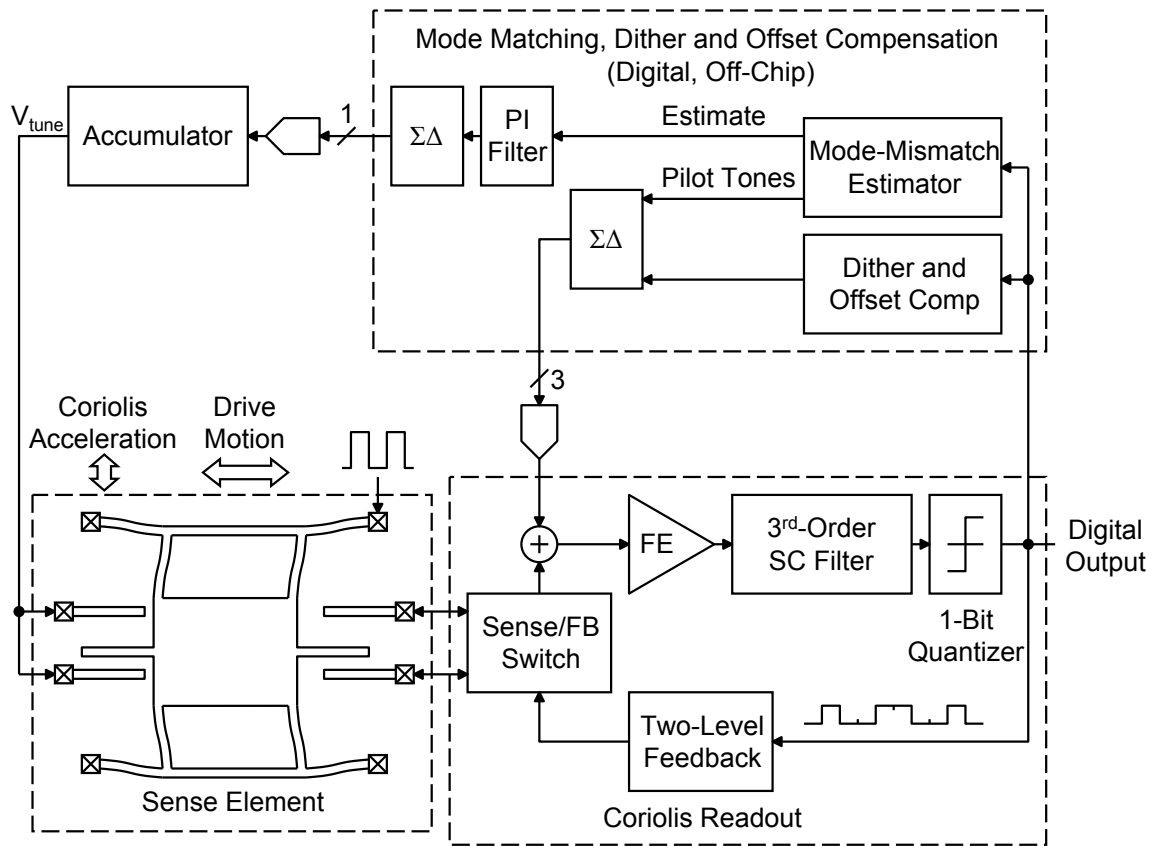 Mode Matching, Dither and Offset Compensation
(Digital, Off-Chip)
V_tune
Accumulator
1
ΣΔ
PI
Filter
Estimate
Mode-Mismatch
Estimator
Pilot Tones
ΣΔ
Dither and
Offset Comp
3
Coriolis
Acceleration
Drive
Motion
FE
3rd-Order
SC Filter
Digital
Output
1-Bit
Quantizer
Sense/FB
Switch
Two-Level
Feedback
Sense Element
Coriolis Readout